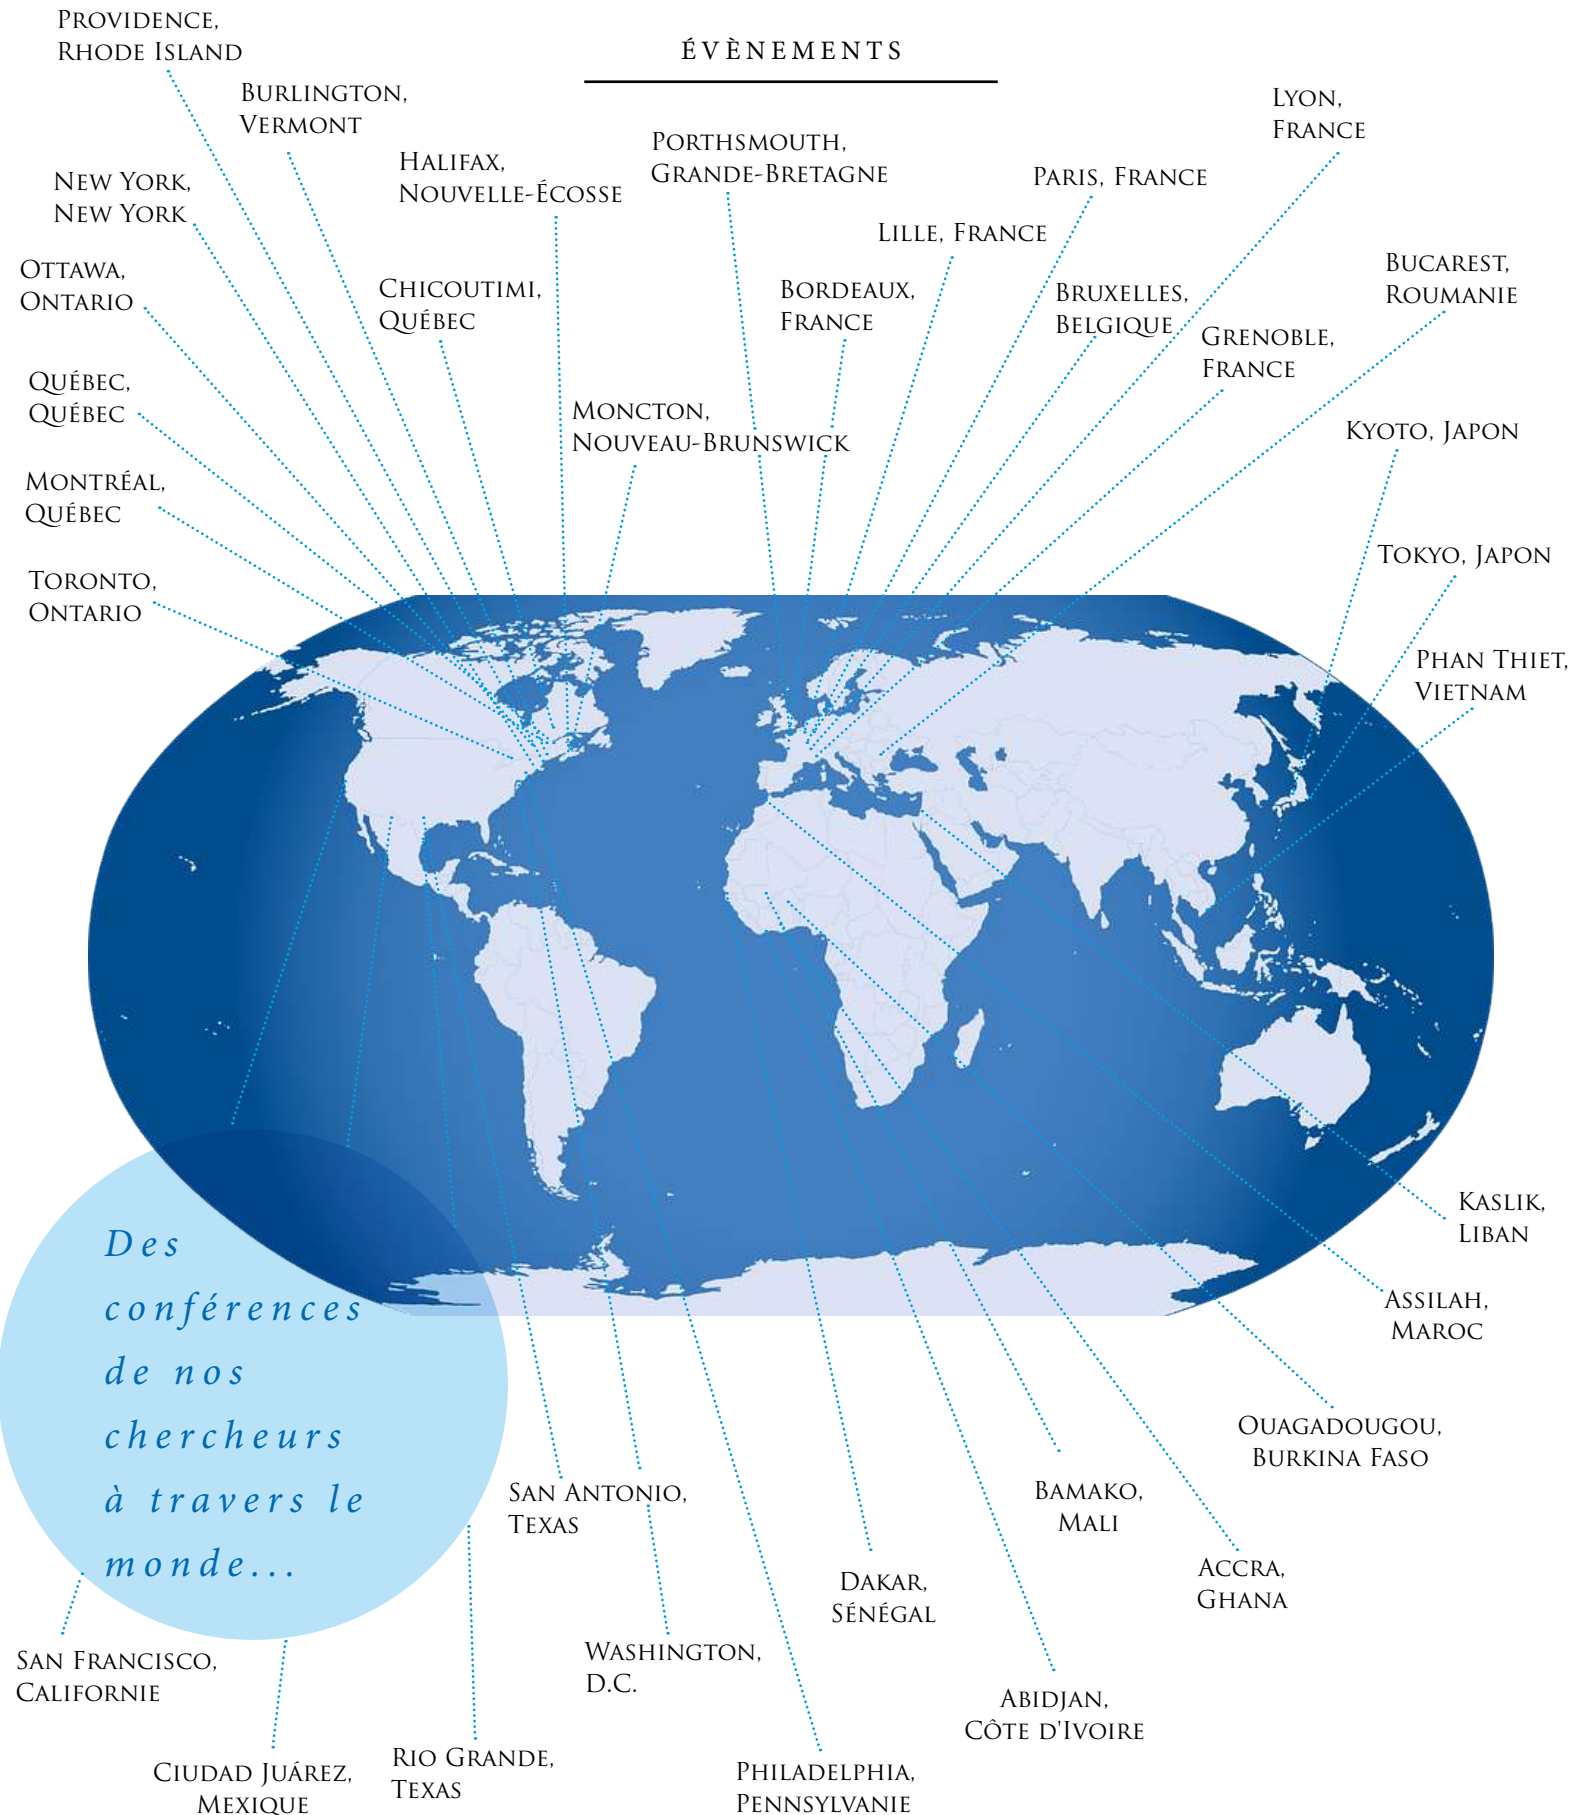 ÉVÈNEMENTS
Providence,
Rhode Island
Burlington,
Vermont
New York,
New York
Halifax,
Nouvelle-Écosse
Porthsmouth,
Grande-Bretagne
Lyon,
France
Paris, France
Lille, France
Ottawa,
Ontario
Chicoutimi,
Québec
Bordeaux,
France
Bruxelles,
Belgique
Bucarest,
Roumanie
Grenoble,
France
Québec,
Québec
Moncton,
Nouveau-Brunswick
Kyoto, Japon
Montréal,
Québec
Tokyo, Japon
Toronto,
Ontario
Phan Thiet,
Vietnam
Kaslik,
Liban
Assilah,
Maroc
Ouagadougou,
Burkina Faso
Des
conférences
de nos
chercheurs
à travers le
monde...
San Antonio,
Texas
Bamako,
Mali
Accra,
Ghana
Dakar,
Sénégal
San Francisco,
Californie
Washington,
D.C.
Abidjan,
Côte d'Ivoire
Ciudad Juárez,
Mexique
Rio Grande,
Texas
Philadelphia,
Pennsylvanie